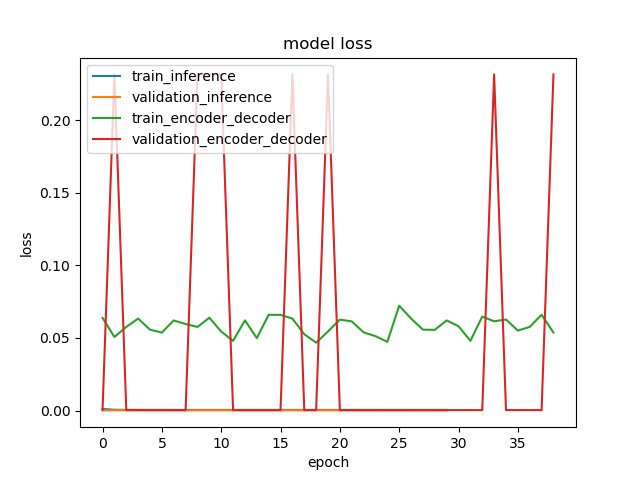 model loss
train_inference
validation_inference
train_encoder_decoder
validation_encoder_decoder
loss
0.20
0.15
0.10
0.05
0.00
0 5 10 15 20 25 30 35
epoch